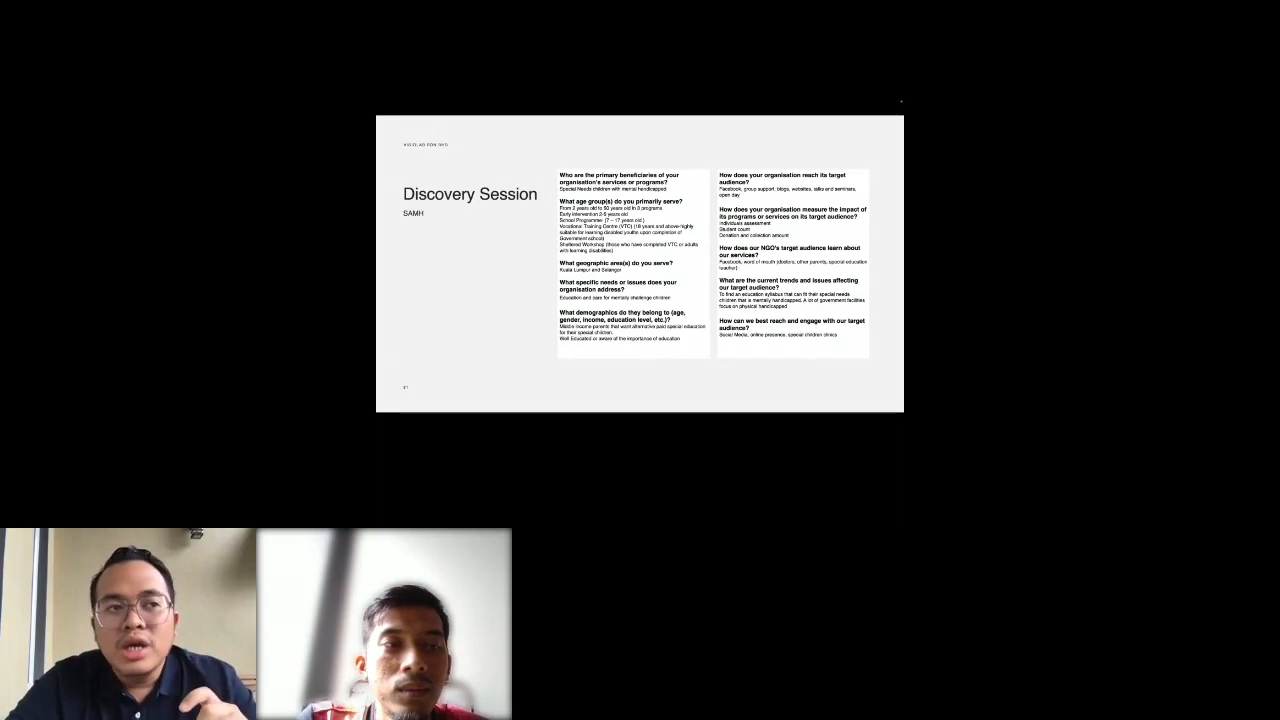 VISIOLAB SDN BHD
Discovery Session
SAMH
Who are the primary beneficiaries of your
organisation's services or programs?
Special Needs children with mental handicapped
What age group(s) do you primarily serve?
From 2 years old to 50 years old in 3 programs
Early intervention 2-6 years old
School Programme (7 – 17 years old )
Vocational Training Centre (VTC) (18 years and above-highly
suitable for learning disabled youths upon completion of
Government school)
Sheltered Workshop (those who have completed VTC or adults
with learning disabilities)
What geographic area(s) do you serve?
Kuala Lumpur and Selangor
What specific needs or issues does your
organisation address?
Education and care for mentally challenge children
What demographics do they belong to (age,
gender, income, education level, etc.)?
Middle income parents that want alternative paid special education
for their special children.
Well Educated or aware of the importance of education
How does your organisation reach its target
audience?
Facebook, group support, blogs, websites, talks and seminars,
open day
How does your organisation measure the impact of
its programs or services on its target audience?
Individuals assessment
Student count
Donation and collection amount
How does our NGO's target audience learn about
our services?
Facebook, word of mouth (doctors, other parents, special education
teacher)
What are the current trends and issues affecting
our target audience?
To find an education syllabus that can fit their special needs
children that is mentally handicapped. A lot of government facilities
focus on physical handicapped
How can we best reach and engage with our target
audience?
Social Media, online presence, special children clinics